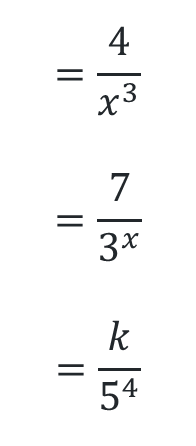 = 4/x³
= 7/3ˣ
= k/5⁴